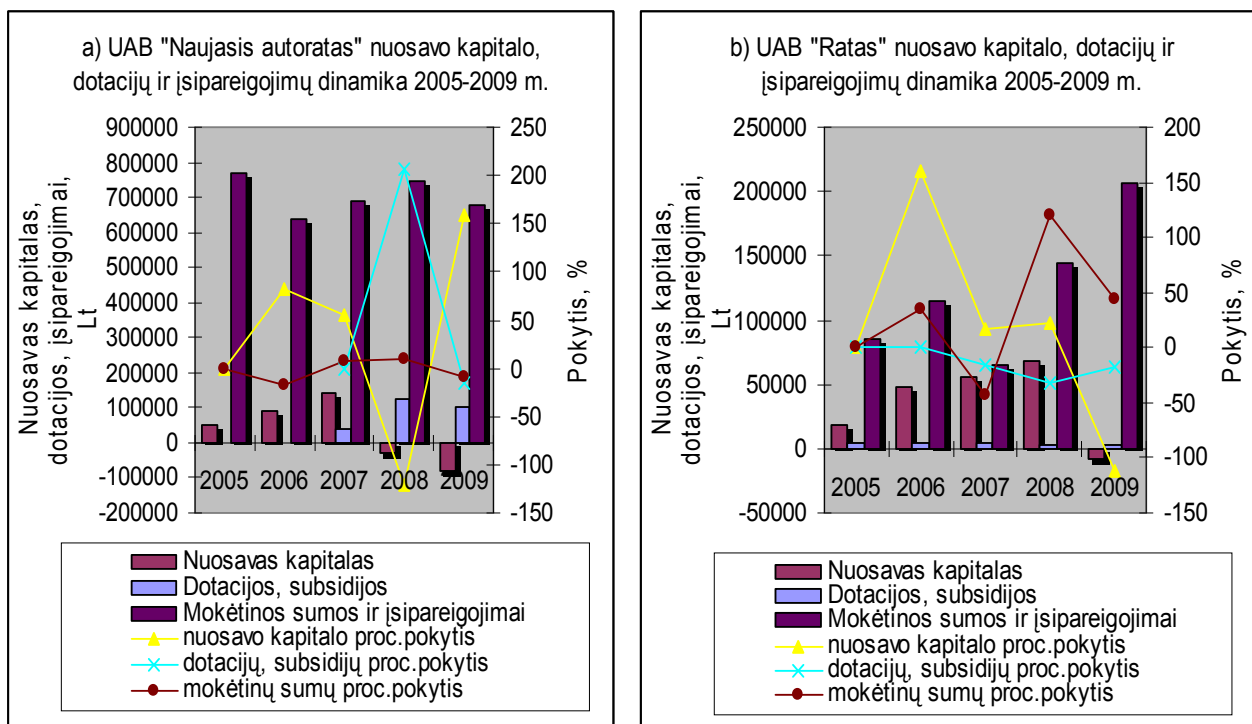 a) UAB "Naujasis autoratas" nuosavo kapitalo,
dotacijų ir įsipareigojimų dinamika 2005-2009 m.
900000
800000
700000
600000
500000
400000
300000
200000
100000
0
-100000
-200000
Nuosavas kapitalas,
dotacijos, įsipareigojimai,
Lt
250
200
150
100
50
0
-50
-100
-150
Pokytis, %
2005 2006 2007 2008 2009
Nuosavas kapitalas
Dotacijos, subsidijos
Mokėtinos sumos ir įsipareigojimai
nuosavo kapitalo proc.pokytis
dotacijų, subsidijų proc.pokytis
mokėtinų sumų proc.pokytis
b) UAB "Ratas" nuosavo kapitalo, dotacijų ir
įsipareigojimų dinamika 2005-2009 m.
250000
200000
150000
100000
50000
0
-50000
Nuosavas kapitalas,
dotacijos, įsipareigojimai,
Lt
200
150
100
50
0
-50
-100
-150
Pokytis, %
2005 2006 2007 2008 2009
Nuosavas kapitalas
Dotacijos, subsidijos
Mokėtinos sumos ir įsipareigojimai
nuosavo kapitalo proc.pokytis
dotacijų, subsidijų proc.pokytis
mokėtinų sumų proc.pokytis